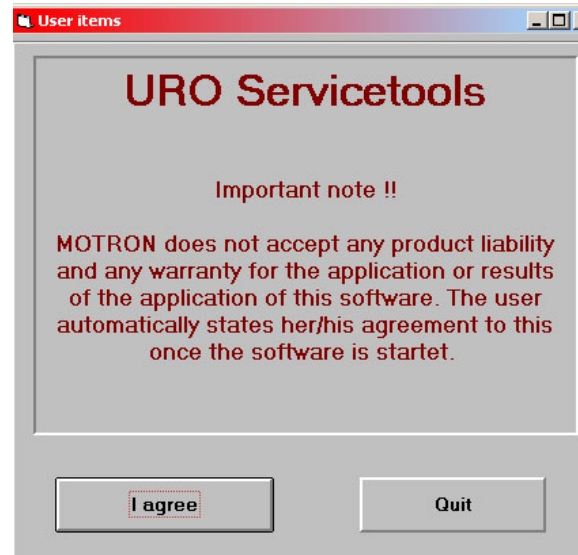 User items
URO Servicetools
Important note !!
MOTRON does not accept any product liability
and any warranty for the application or results
of the application of this software. The user
automatically states her/his agreement to this
once the software is startet.
I agree
Quit